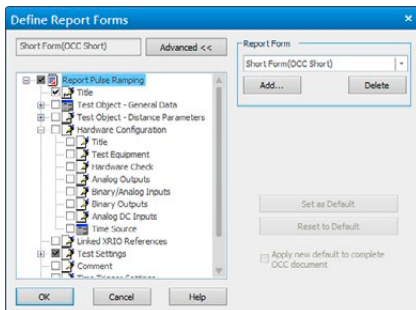 Define Report Forms
Short Form(OCC Short)
Advanced <<
Report Pulse Ramping
Title
Test Object - General Data
Test Object - Distance Parameters
Hardware Configuration
Title
Test Equipment
Hardware Check
Analog Outputs
Binary/Analog Inputs
Binary Outputs
Analog DC Inputs
Time Source
Linked XRIO References
Test Settings
Comment
Time Trigger Settings
Report Form
Short Form(OCC Short)
Add...
Delete
Set as Default
Reset to Default
Apply new default to complete
OCC document
OK
Cancel
Help